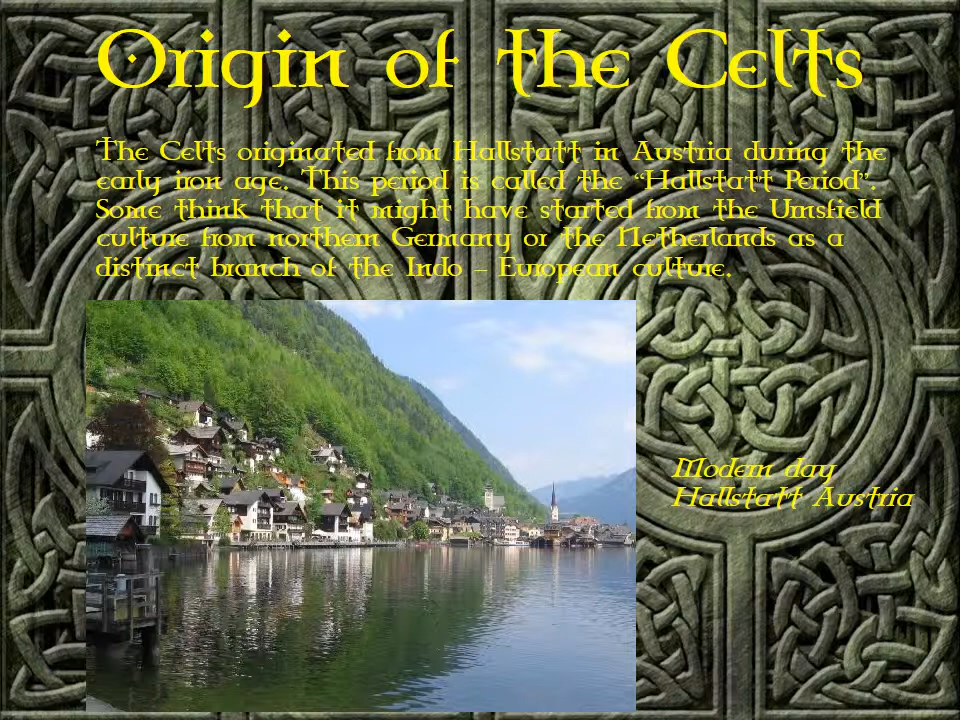 Origin of the Celts
The Celts originated from Hallstatt in Austria during the
early iron age. This period is called the “Hallstatt Period”.
Some think that it might have started from the Urnsfield
culture from northern Germany or the Netherlands as a
distinct branch of the Indo – European culture.
Modern day
Hallstatt Austria